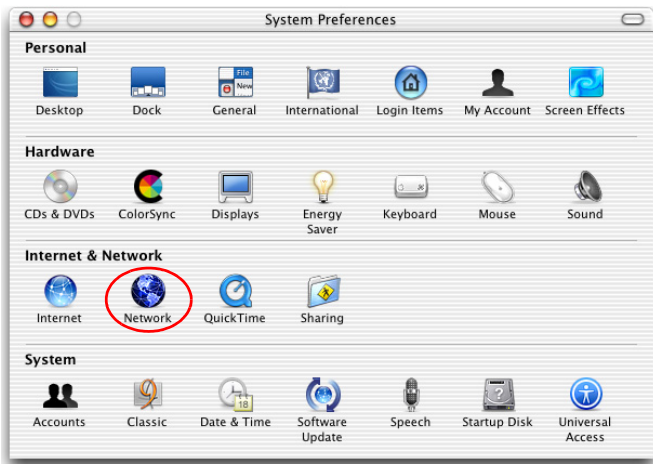 System Preferences
Personal
File
New
Desktop Dock General International Login Items My Account Screen Effects
Hardware
CDs & DVDs ColorSync Displays Energy Saver Keyboard Mouse Sound
Internet & Network
Internet Network QuickTime Sharing
System
18
Accounts Classic Date & Time Software Update Speech Startup Disk Universal Access